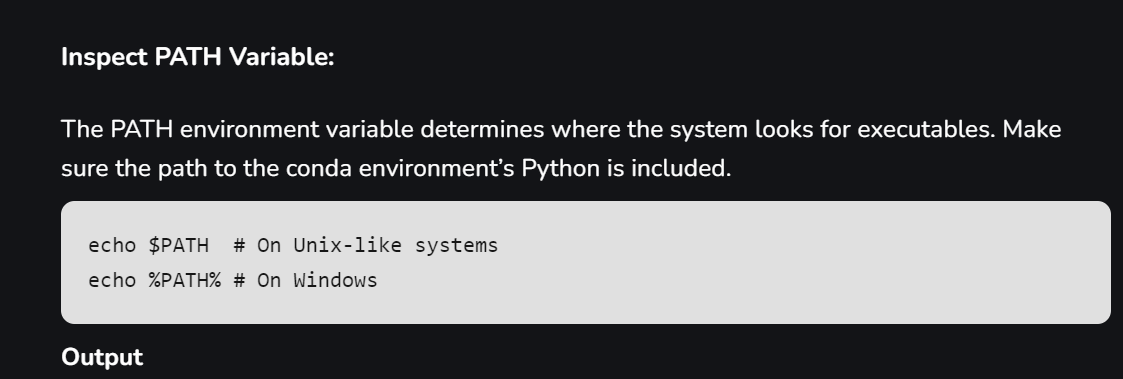 Inspect PATH Variable:
The PATH environment variable determines where the system looks for executables. Make
sure the path to the conda environment’s Python is included.
echo $PATH  # On Unix-like systems
echo %PATH% # On Windows
Output